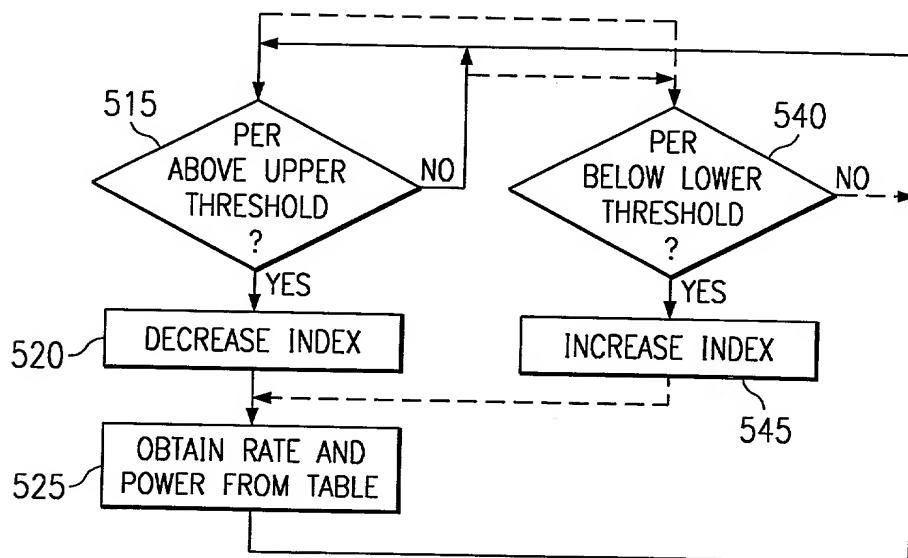 515
PER
ABOVE UPPER
THRESHOLD
?
NO
YES
540
PER
BELOW LOWER
THRESHOLD
?
NO
YES
520
DECREASE INDEX
INCREASE INDEX
545
525
OBTAIN RATE AND
POWER FROM TABLE